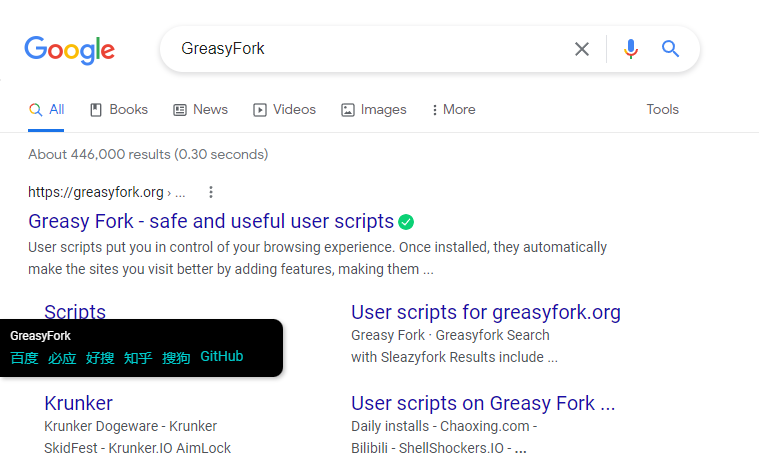 Google
GreasyFork
All Books News Videos Images More Tools
About 446,000 results (0.30 seconds)
https://greasyfork.org › ...
Greasy Fork - safe and useful user scripts
User scripts put you in control of your browsing experience. Once installed, they automatically
make the sites you visit better by adding features, making them ...
Scripts
GreasyFork
百度 必应 好搜 知乎 搜狗 GitHub
User scripts for greasyfork.org
Greasy Fork · Greasyfork Search
with Sleazyfork Results include ...
Krunker
Krunker Dogeware - Krunker
SkidFest - Krunker.IO AimLock
User scripts on Greasy Fork ...
Daily installs - Chaoxing.com -
Bilibili - ShellShockers.IO - ...